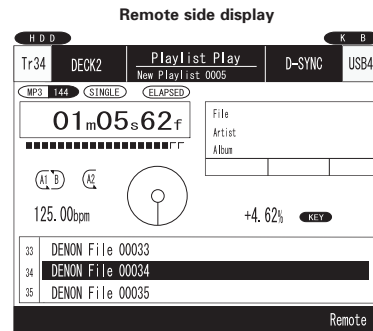 Remote side display
HDD
K B
Tr34 DECK2 Playlist Play D-SYNC USB4
New Playlist 0005
MP3 144 SINGLE ELAPSED
01m05s62f
File
Artist
Album
A1 B A2
125.00bpm +4.62% KEY
33 DENON File 00033
34 DENON File 00034
35 DENON File 00035
Remote